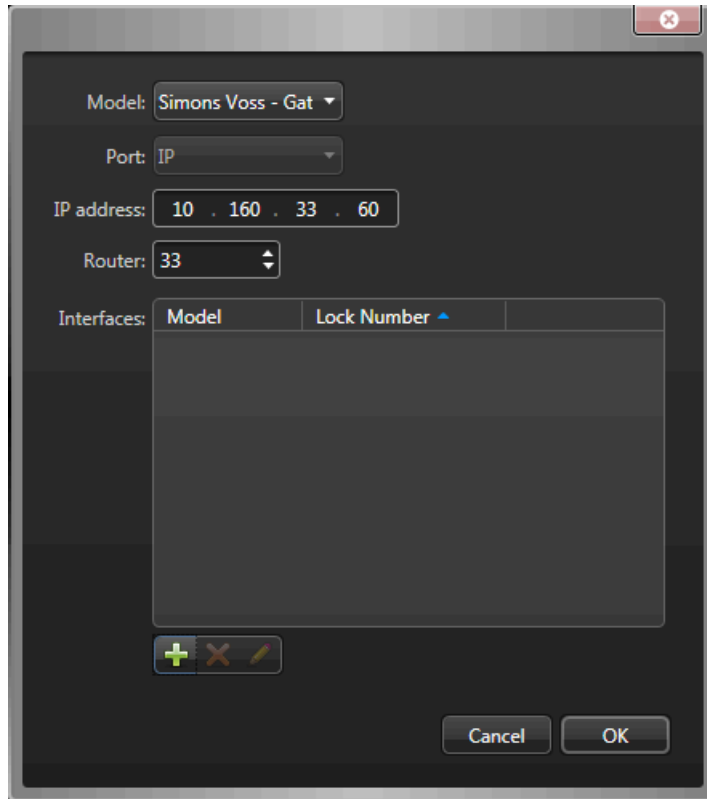 Model: Simons Voss - Gat
Port: IP
IP address: 10 . 160 . 33 . 60
Router: 33
Interfaces: Model Lock Number
Cancel OK